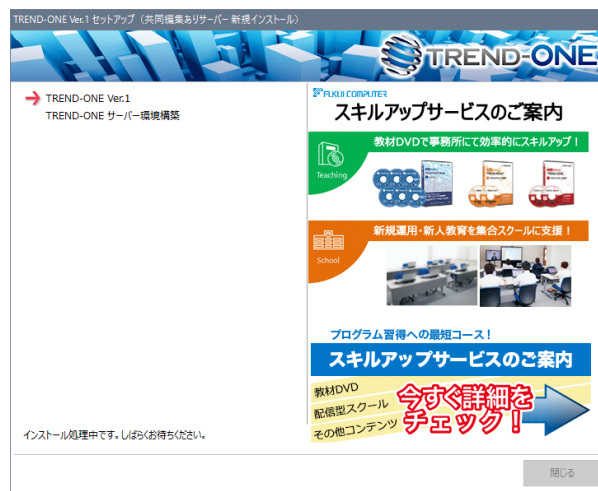 TREND-ONE Ver.1 セットアップ（共同編集ありサーバー 新規インストール）
TREND-ONE
TREND-ONE Ver.1
TREND-ONE サーバー環境構築
FUKUI COMPUTER
スキルアップサービスのご案内
教材DVDで事務所にて効率的にスキルアップ！
Teaching
新規運用・新人教育を集合スクールに支援！
School
プログラム習得への最短コース！
スキルアップサービスのご案内
教材DVD
配信型スクール
その他コンテンツ
今すぐ詳細を
チェック！
インストール処理中です。しばらくお待ちください。
閉じる